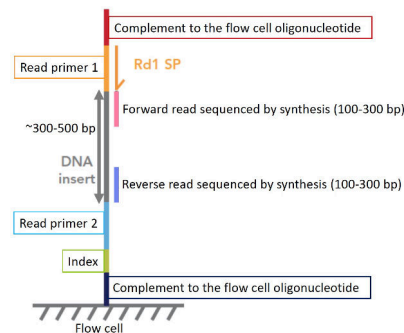 Complement to the flow cell oligonucleotide
Read primer 1
Rd1 SP
Forward read sequenced by synthesis (100-300 bp)
~300-500 bp
DNA
insert
Reverse read sequenced by synthesis (100-300 bp)
Read primer 2
Index
Complement to the flow cell oligonucleotide
Flow cell